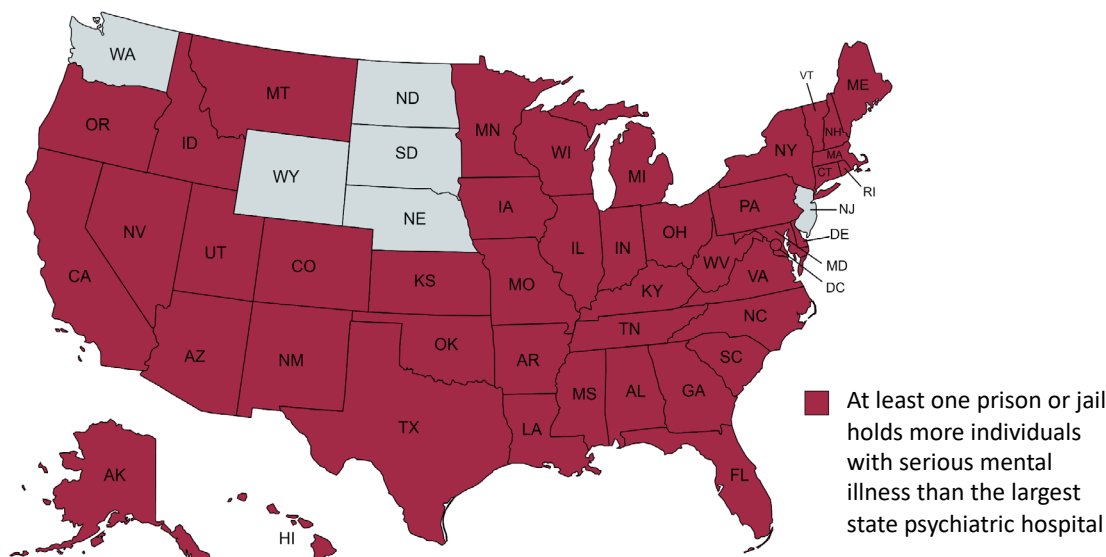 WA
MT
ND
MN
VT
ME
OR
ID
SD
WI
NY
NH
MA
WY
MI
CT
RI
IA
PA
NE
NJ
NV
OH
DE
IL
IN
UT
WV
MD
CA
CO
VA
KS
MO
DC
KY
NC
TN
OK
AZ
NM
AR
SC
MS
AL
GA
TX
LA
FL
AK
HI
At least one prison or jail
holds more individuals
with serious mental
illness than the largest
state psychiatric hospital